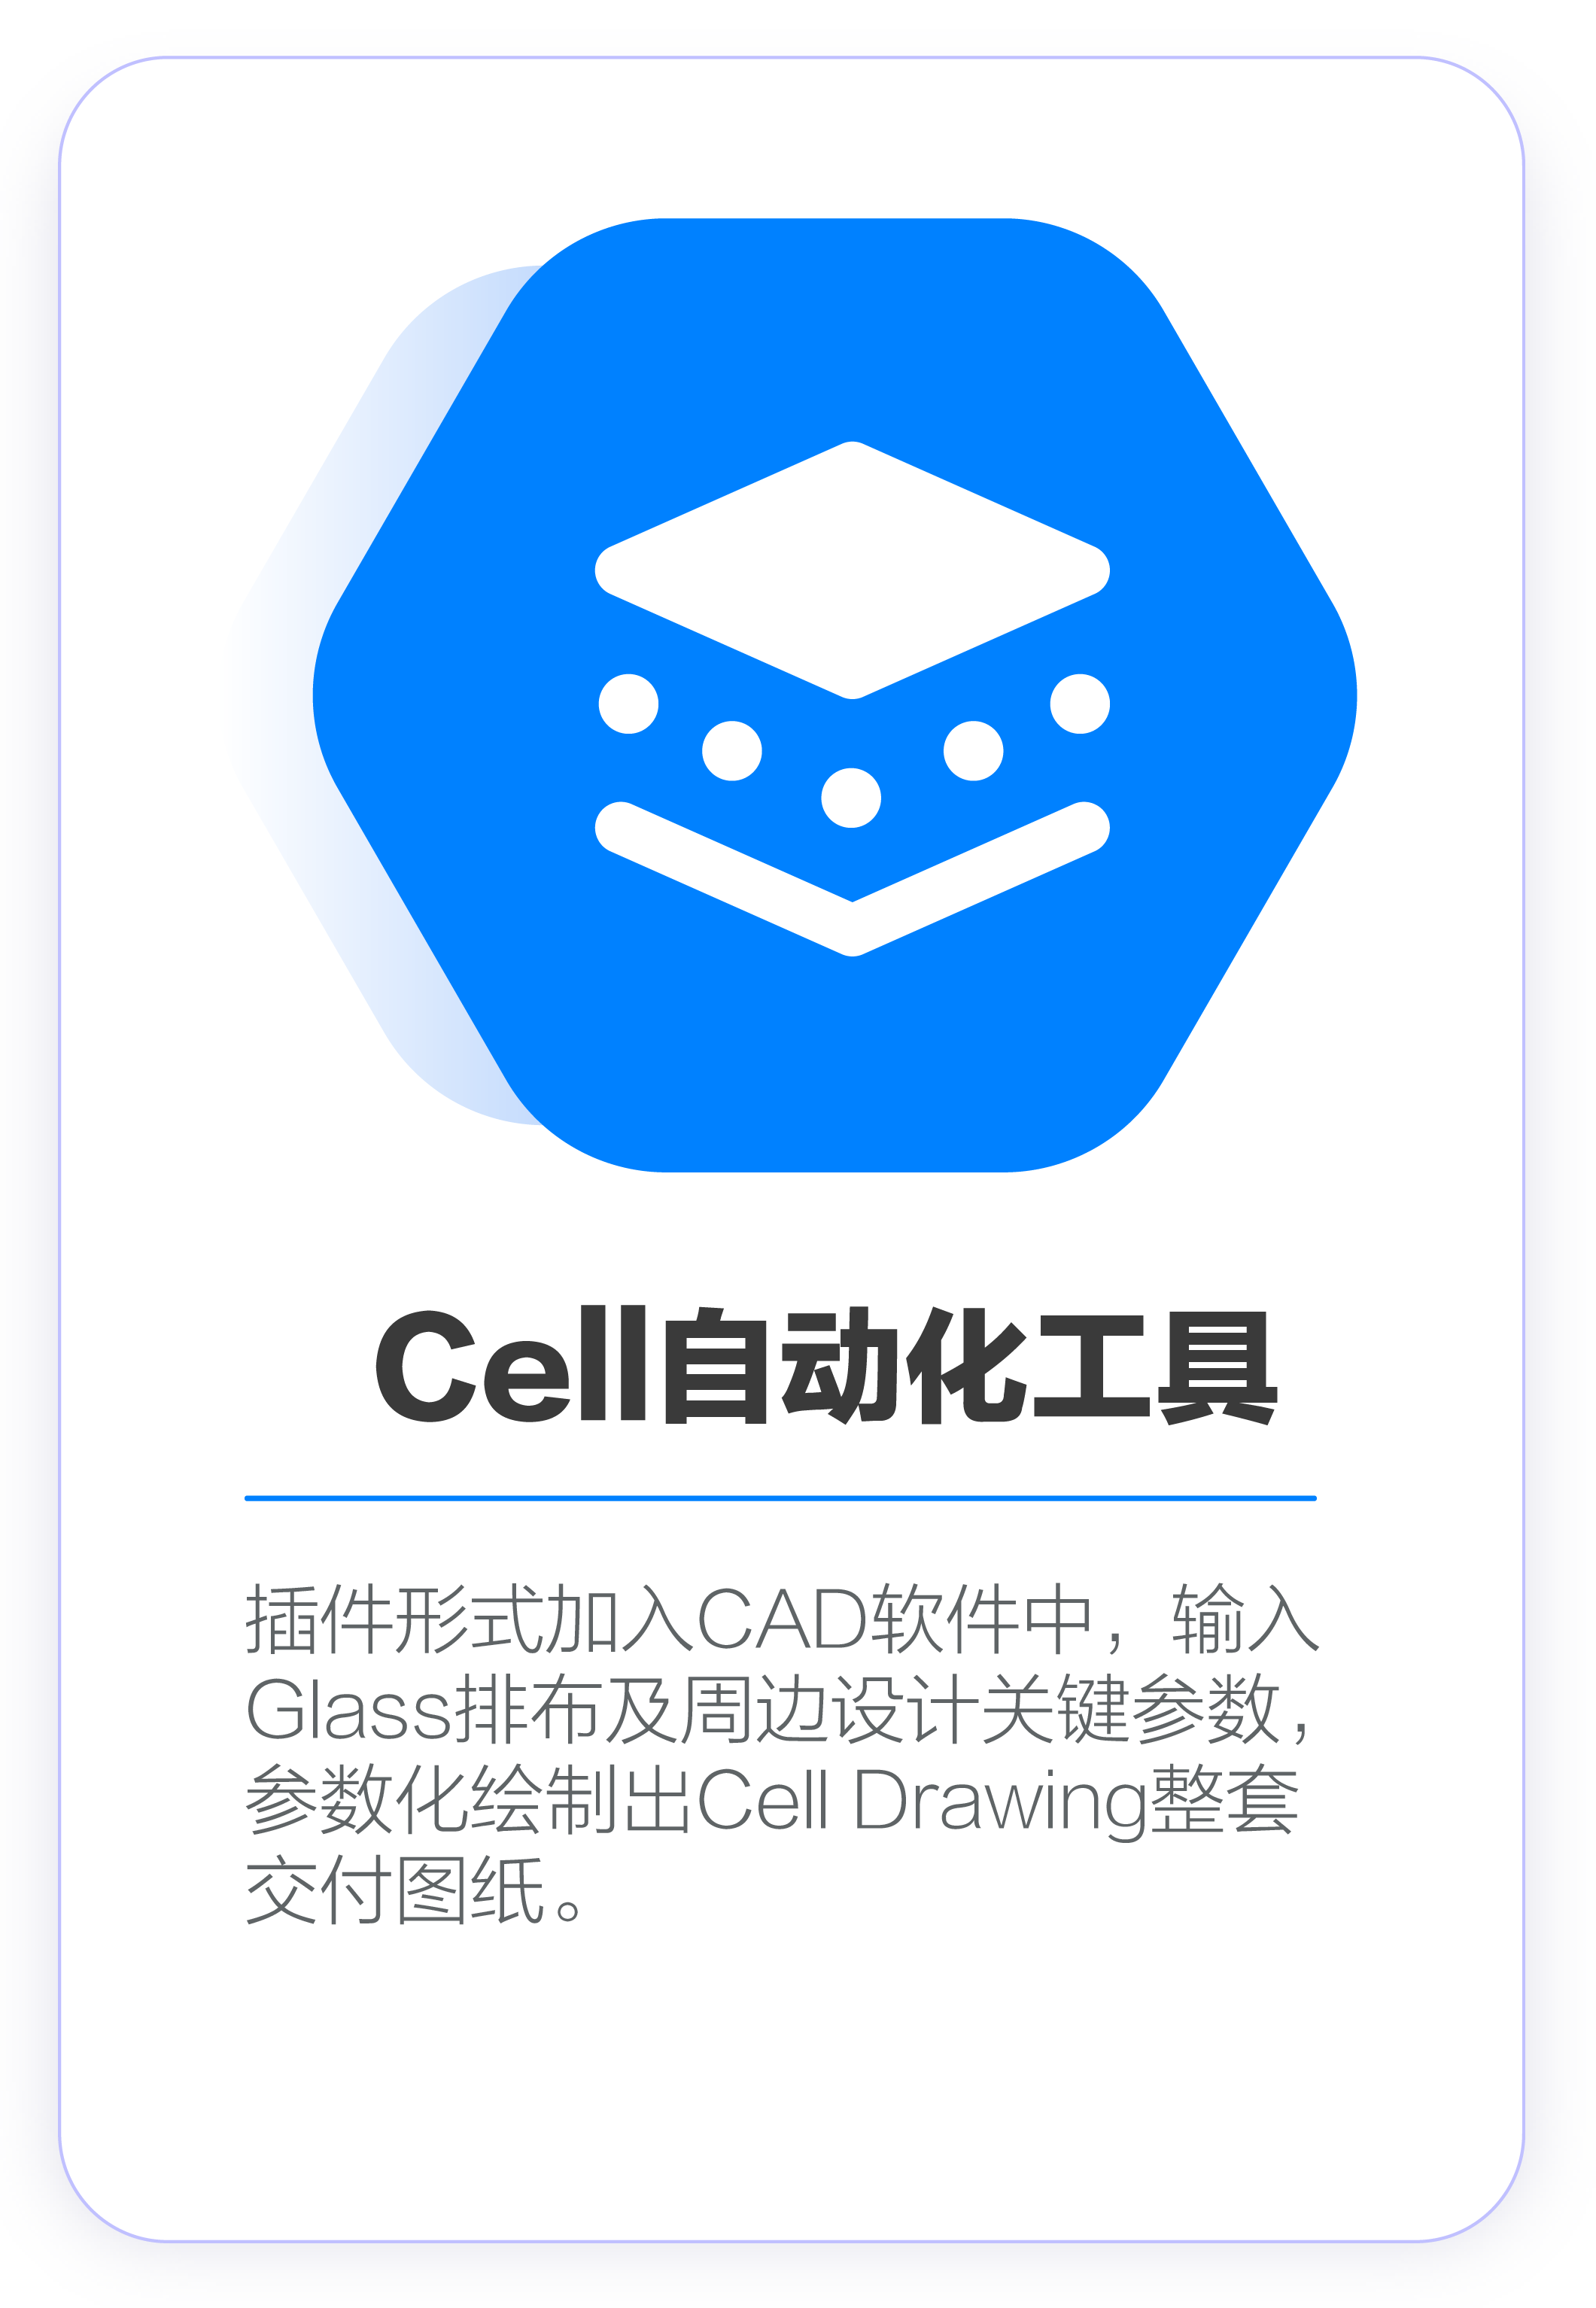 Cell自动化工具
插件形式加入CAD软件中，输入
Glass排布及周边设计关键参数，
参数化绘制出Cell Drawing整套
交付图纸。